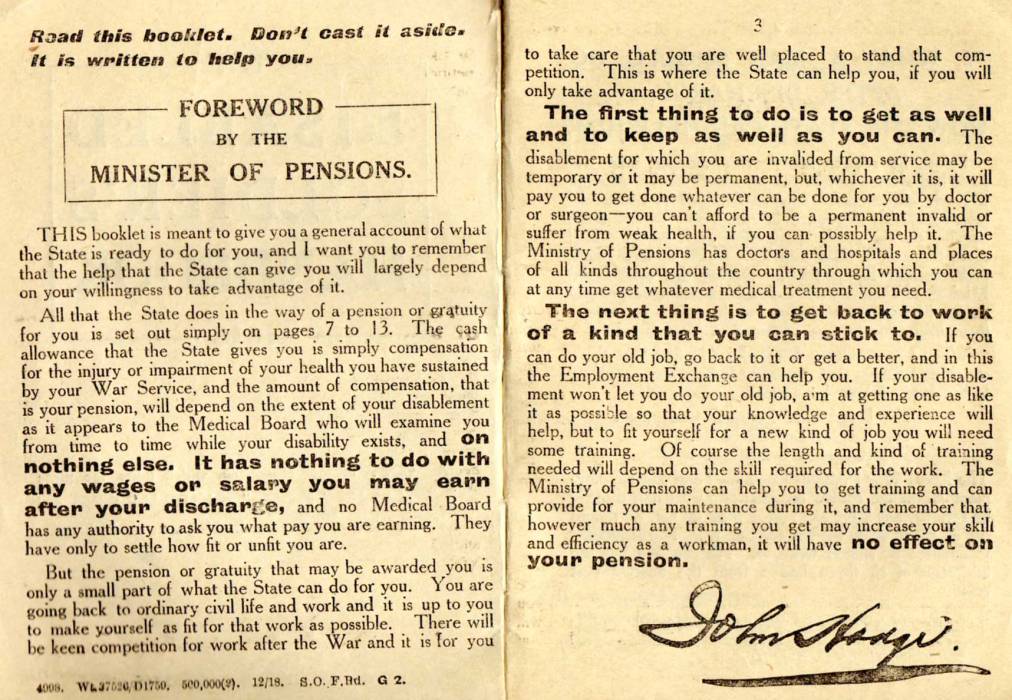 Read this booklet. Don't cast it aside.
It is written to help you.
FOREWORD
BY THE
MINISTER OF PENSIONS.
THIS booklet is meant to give you a general account of what
the State is ready to do for you, and I want you to remember
that the help that the State can give you will largely depend
on your willingness to take advantage of it.
All that the State does in the way of a pension or gratuity
for you is set out simply on pages 7 to 13. The cash
allowance that the State gives you is simply compensation
for the injury or impairment of your health you have sustained
by your War Service, and the amount of compensation, that
is your pension, will depend on the extent of your disablement
as it appears to the Medical Board who will examine you
from time to time while your disability exists, and on
nothing else. It has nothing to do with
any wages or salary you may earn
after your discharge, and no Medical Board
has any authority to ask you what pay you are earning. They
have only to settle how fit or unfit you are.
But the pension or gratuity that may be awarded you is
only a small part of what the State can do for you. You are
going back to ordinary civil life and work and it is up to you
to make yourself as fit for that work as possible. There will
be keen competition for work after the War and it is for you
4998. Wt.37526/D1750. 500,000(2). 12/18. S.O. F.Rd. G 2.
3
to take care that you are well placed to stand that com-
petition. This is where the State can help you, if you will
only take advantage of it.
The first thing to do is to get as well
and to keep as well as you can. The
disablement for which you are invalided from service may be
temporary or it may be permanent, but, whichever it is, it will
pay you to get done whatever can be done for you by doctor
or surgeon—you can't afford to be a permanent invalid or
suffer from weak health, if you can possibly help it. The
Ministry of Pensions has doctors and hospitals and places
of all kinds throughout the country through which you can
at any time get whatever medical treatment you need.
The next thing is to get back to work
of a kind that you can stick to. If you
can do your old job, go back to it or get a better, and in this
the Employment Exchange can help you. If your disable-
ment won't let you do your old job, aim at getting one as like
it as possible so that your knowledge and experience will
help, but to fit yourself for a new kind of job you will need
some training. Of course the length and kind of training
needed will depend on the skill required for the work. The
Ministry of Pensions can help you to get training and can
provide for your maintenance during it, and remember that,
however much any training you get may increase your skill
and efficiency as a workman, it will have no effect on
your pension.
John Hodge.